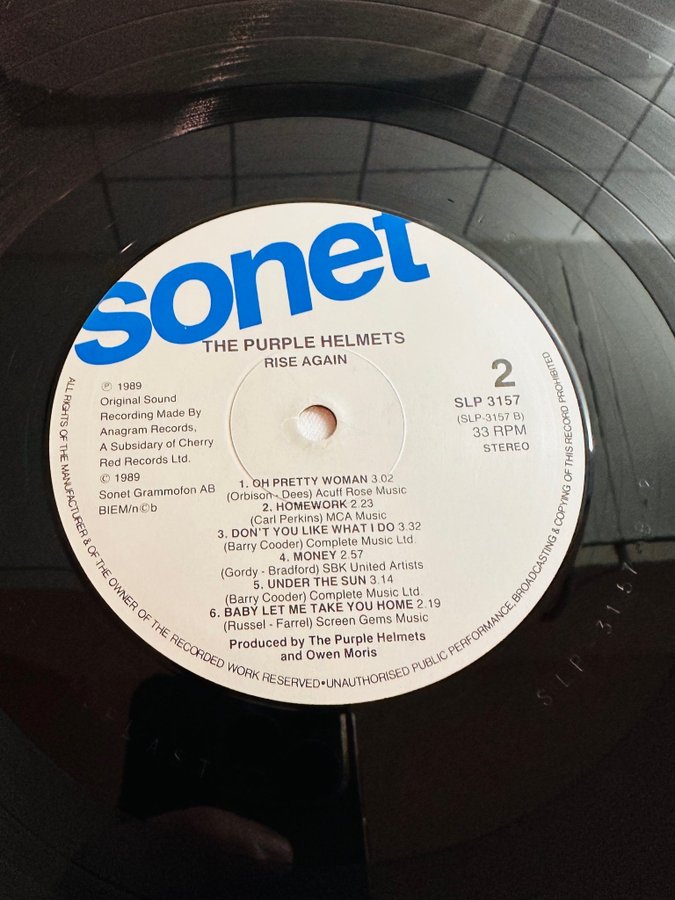 sonet
THE PURPLE HELMETS
RISE AGAIN
2
SLP 3157
(SLP-3157 B)
33 RPM
STEREO
Ⓟ 1989
Original Sound
Recording Made By
Anagram Records,
A Subsidary of Cherry
Red Records Ltd.
© 1989
Sonet Grammofon AB
BIEM/n©b
1. OH PRETTY WOMAN 3.02
(Orbison - Dees) Acuff Rose Music
2. HOMEWORK 2.23
(Carl Perkins) MCA Music
3. DON'T YOU LIKE WHAT I DO 3.32
(Barry Cooder) Complete Music Ltd.
4. MONEY 2.57
(Gordy - Bradford) SBK United Artists
5. UNDER THE SUN 3.14
(Barry Cooder) Complete Music Ltd.
6. BABY LET ME TAKE YOU HOME 2.19
(Russel - Farrel) Screen Gems Music
Produced by The Purple Helmets
and Owen Moris
ALL RIGHTS OF THE MANUFACTURER & OF THE OWNER OF THE RECORDED WORK RESERVED•UNAUTHORISED PUBLIC PERFORMANCE, BROADCASTING & COPYING OF THIS RECORD PROHIBITED
SLP 3157